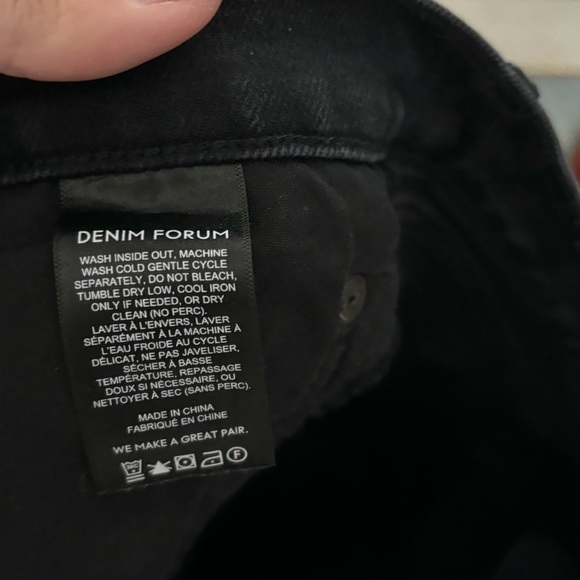 DENIM FORUM
WASH INSIDE OUT, MACHINE
WASH COLD GENTLE CYCLE
SEPARATELY, DO NOT BLEACH,
TUMBLE DRY LOW, COOL IRON
ONLY IF NEEDED, OR DRY
CLEAN (NO PERC).
LAVER À L'ENVERS, LAVER
SÉPARÉMENT À LA MACHINE À
L'EAU FROIDE AU CYCLE
DÉLICAT, NE PAS JAVELISER,
SÉCHER À BASSE
TEMPÉRATURE, REPASSAGE
DOUX SI NÉCESSAIRE, OU
NETTOYER À SEC (SANS PERC).
MADE IN CHINA
FABRIQUÉ EN CHINE
WE MAKE A GREAT PAIR.
F